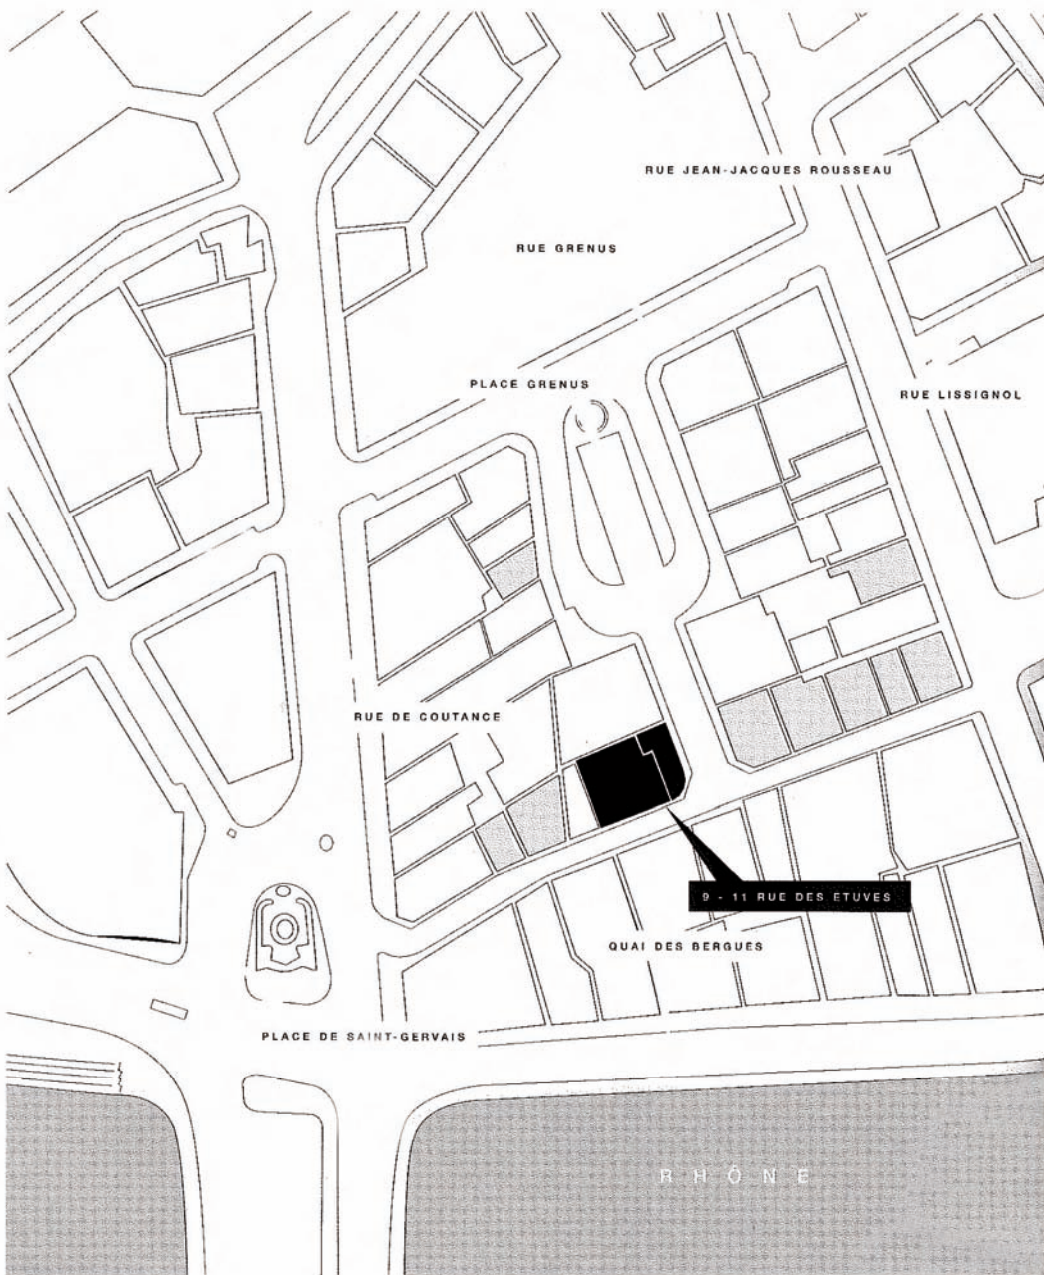 RUE JEAN-JACQUES ROUSSEAU
RUE GRENUS
PLACE GRENUS
RUE LISSIGNOL
RUE DE COUTANCE
9 - 11 RUE DES ETUVES
QUAI DES BERGUES
PLACE DE SAINT-GERVAIS
RHÔNE